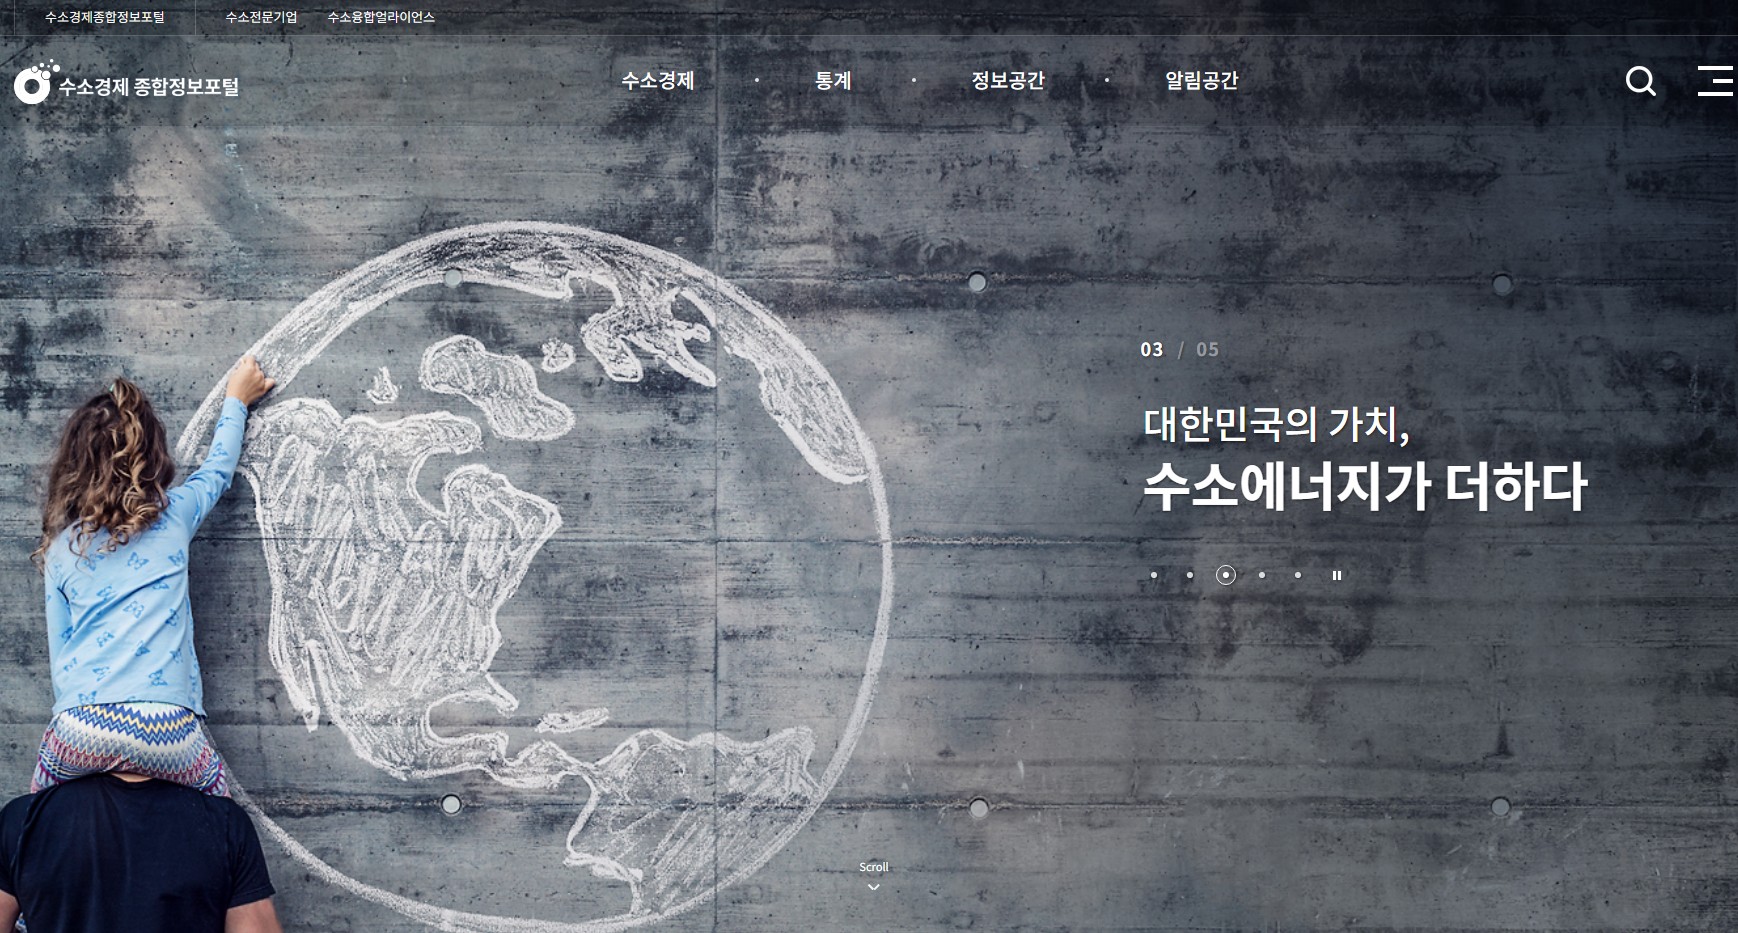 수소경제종합정보포털 수소전문기업 수소융합얼라이언스
수소경제 종합정보포털
수소경제 · 통계 · 정보공간 · 알림공간
03 / 05
대한민국의 가치,
수소에너지가 더하다
Scroll